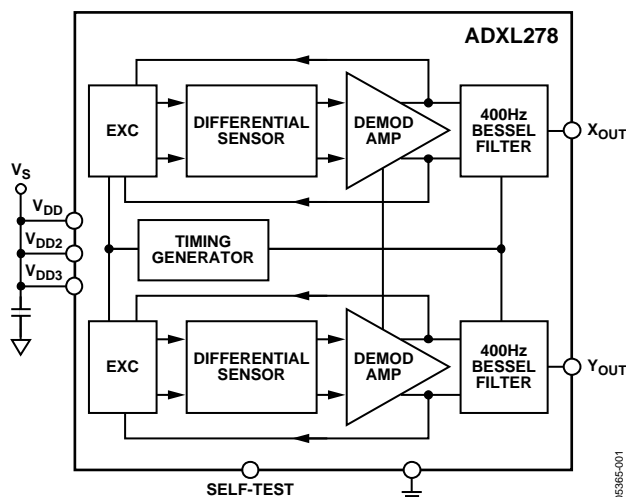 ADXL278
EXC
DIFFERENTIAL
SENSOR
DEMOD
AMP
400Hz
BESSEL
FILTER
XOUT
VS
VDD
VDD2
VDD3
TIMING
GENERATOR
EXC
DIFFERENTIAL
SENSOR
DEMOD
AMP
400Hz
BESSEL
FILTER
YOUT
SELF-TEST
05365-001